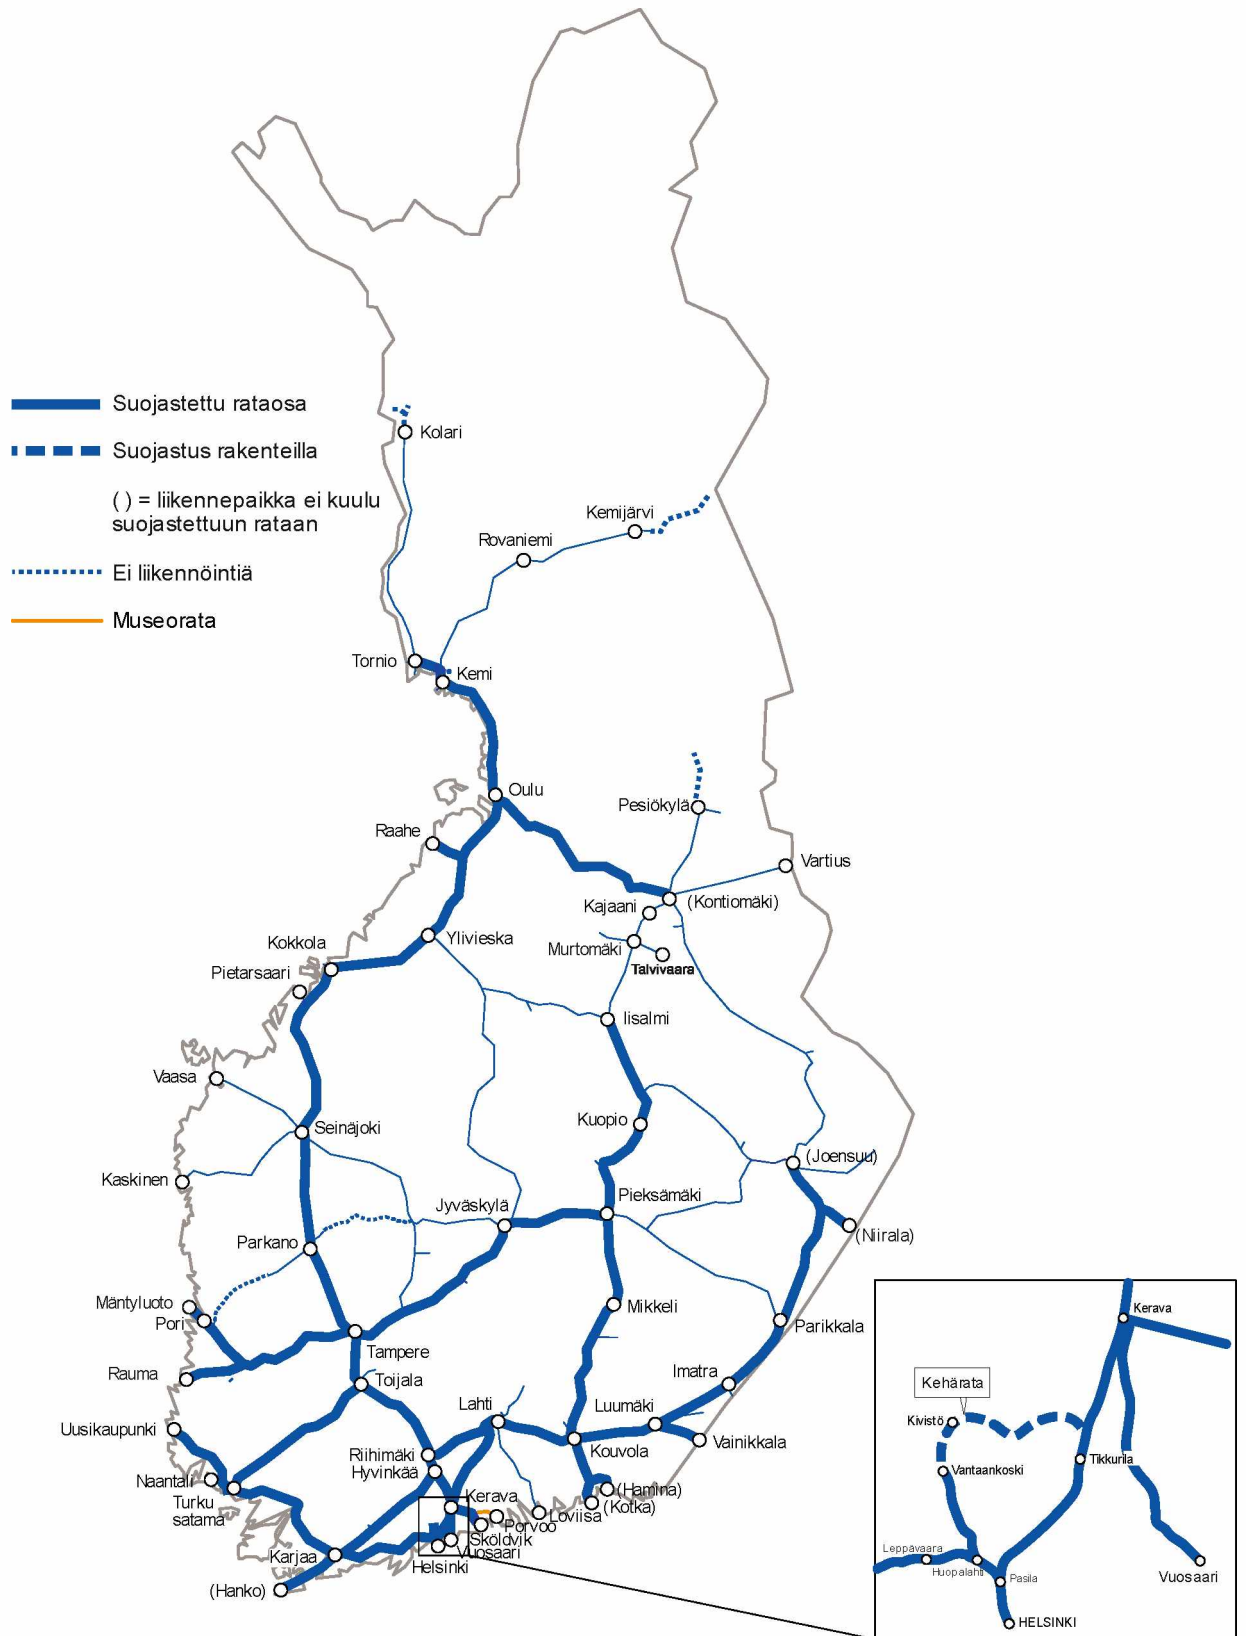 Suojastettu rataosa
Suojastus rakenteilla
( ) = liikennepaikka ei kuulu
suojastettuun rataan
Ei liikennöintiä
Museorata
Kolari
Kemijärvi
Rovaniemi
Tornio
Kemi
Oulu
Pesiökylä
Raahe
Vartius
(Kontiomäki)
Kajaani
Ylivieska
Kokkola
Murtomäki
Talvivaara
Pietarsaari
Iisalmi
Vaasa
Kuopio
Seinäjoki
(Joensuu)
Kaskinen
Pieksämäki
Jyväskylä
(Niirala)
Parkano
Mäntyluoto
Pori
Mikkeli
Parikkala
Tampere
Rauma
Toijala
Imatra
Lahti
Luumäki
Uusikaupunki
Vainikkala
Kouvola
Riihimäki
Hyvinkää
Naantali
(Hamina)
Turku
satama
Kerava
(Kotka)
Loviisa
Porvoo
Sköldvik
Vuosaari
Karjaa
Helsinki
(Hanko)
Kerava
Kehärata
Kivistö
Tikkurila
Vantaankoski
Leppävaara
Huopalahti
Pasila
Vuosaari
HELSINKI